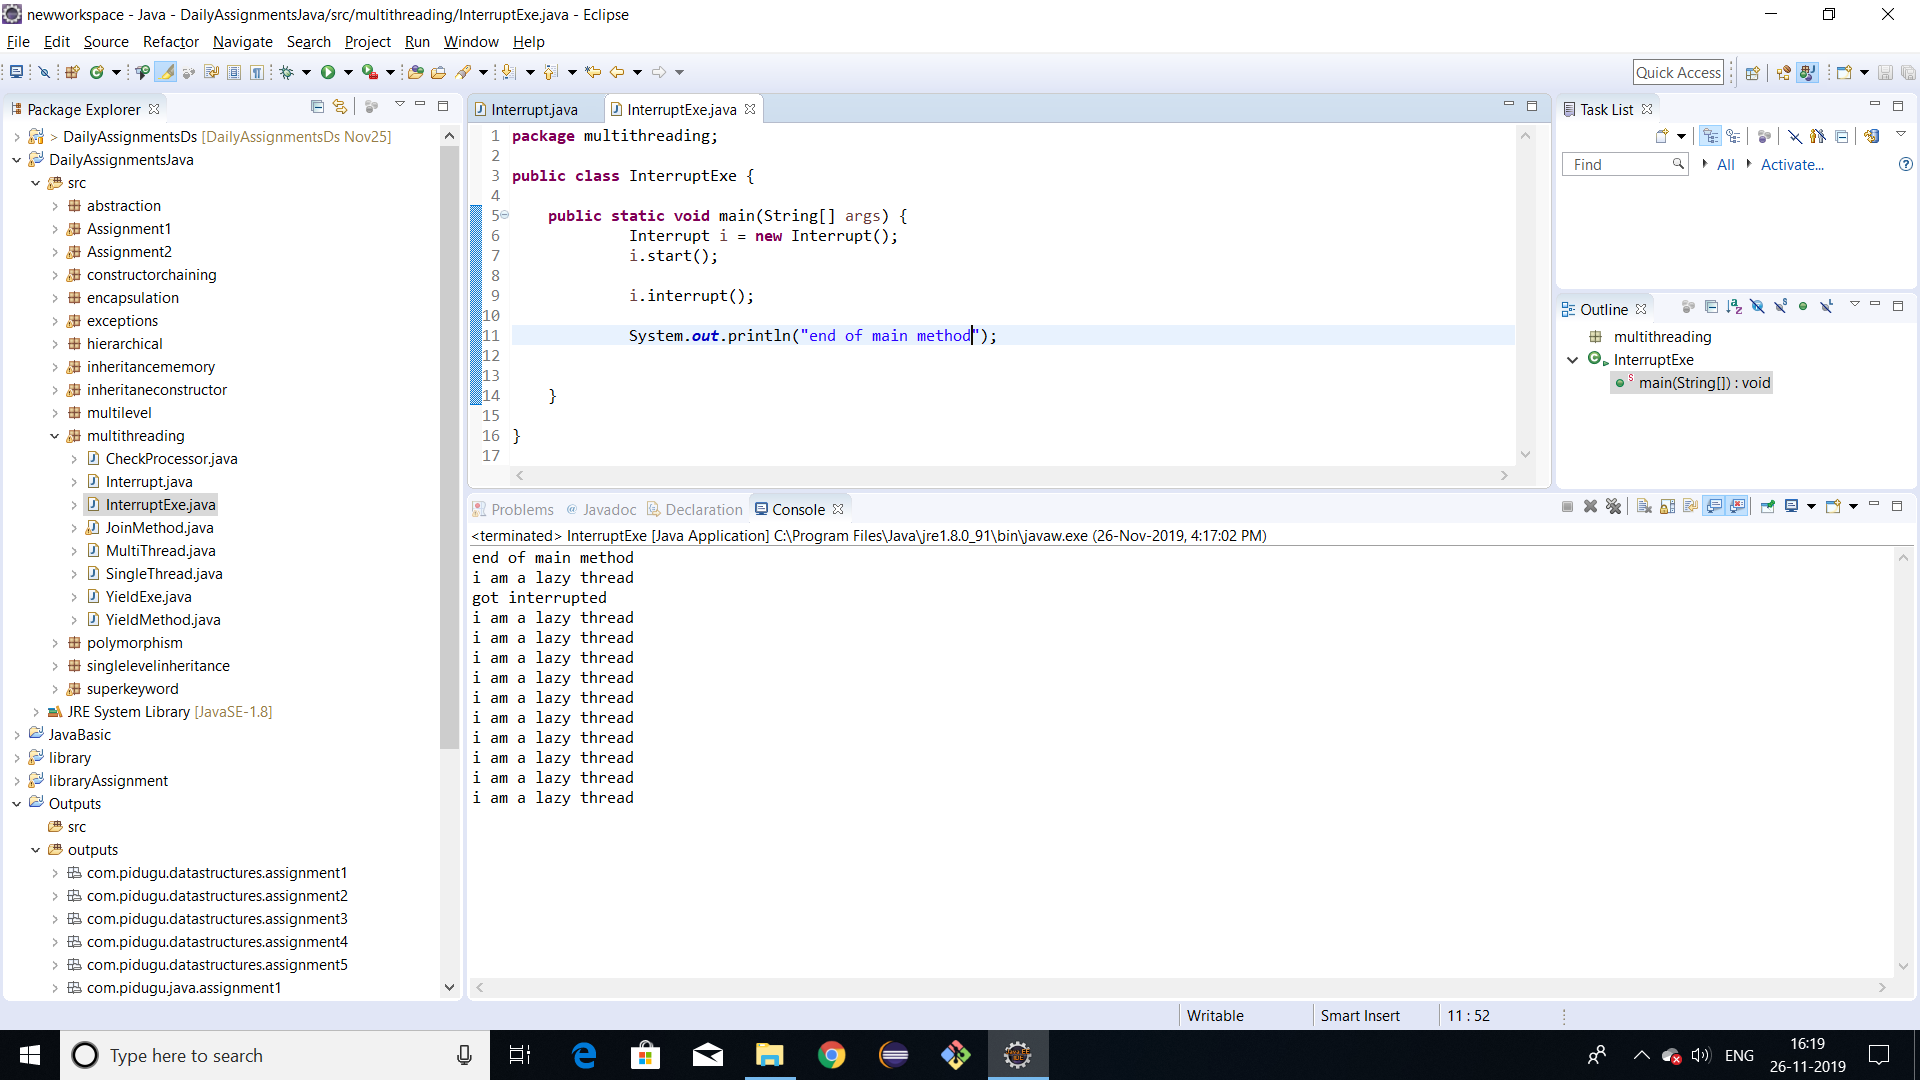 newworkspace - Java - DailyAssignmentsJava/src/multithreading/InterruptExe.java - Eclipse
File Edit Source Refactor Navigate Search Project Run Window Help
Quick Access
Package Explorer
> DailyAssignmentsDs [DailyAssignmentsDs Nov25]
DailyAssignmentsJava
src
abstraction
Assignment1
Assignment2
constructorchaining
encapsulation
exceptions
hierarchical
inheritancememory
inheritaneconstructor
multilevel
multithreading
CheckProcessor.java
Interrupt.java
InterruptExe.java
JoinMethod.java
MultiThread.java
SingleThread.java
YieldExe.java
YieldMethod.java
polymorphism
singlelevelinheritance
superkeyword
JRE System Library [JavaSE-1.8]
JavaBasic
library
libraryAssignment
Outputs
src
outputs
com.pidugu.datastructures.assignment1
com.pidugu.datastructures.assignment2
com.pidugu.datastructures.assignment3
com.pidugu.datastructures.assignment4
com.pidugu.datastructures.assignment5
com.pidugu.java.assignment1
Interrupt.java InterruptExe.java
1 package multithreading;
2
3 public class InterruptExe {
4
5 public static void main(String[] args) {
6 Interrupt i = new Interrupt();
7 i.start();
8
9 i.interrupt();
10
11 System.out.println("end of main method");
12
13
14 }
15
16 }
17
Task List
Find All Activate...
Outline
multithreading
InterruptExe
main(String[]) : void
Problems @ Javadoc Declaration Console
<terminated> InterruptExe [Java Application] C:\Program Files\Java\jre1.8.0_91\bin\javaw.exe (26-Nov-2019, 4:17:02 PM)
end of main method
i am a lazy thread
got interrupted
i am a lazy thread
i am a lazy thread
i am a lazy thread
i am a lazy thread
i am a lazy thread
i am a lazy thread
i am a lazy thread
i am a lazy thread
i am a lazy thread
i am a lazy thread
Writable Smart Insert 11 : 52
Type here to search
ENG
16:19
26-11-2019